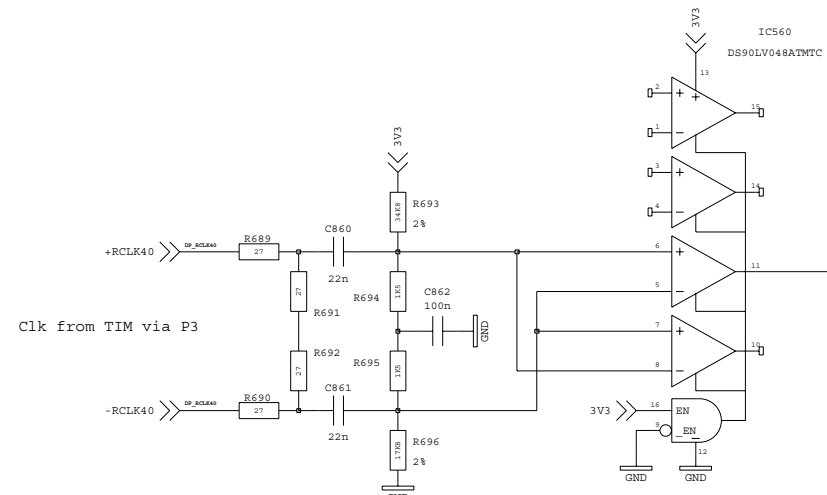 3V3
IC560
DS90LV048ATMTC
13
2
+
+
15
1
−
3V3
3
+
14
4
−
R693
34K8
2%
C860
+RCLK40
DP_RCLK40
R689
27
22n
6
+
11
5
−
27
R691
R694
1K5
C862
100n
GND
Clk from TIM via P3
27
R692
R695
1K5
7
+
10
8
−
C861
-RCLK40
DP_RCLK40
R690
27
22n
3V3
16
EN
9
_EN
−
12
17K8
R696
2%
GND
GND